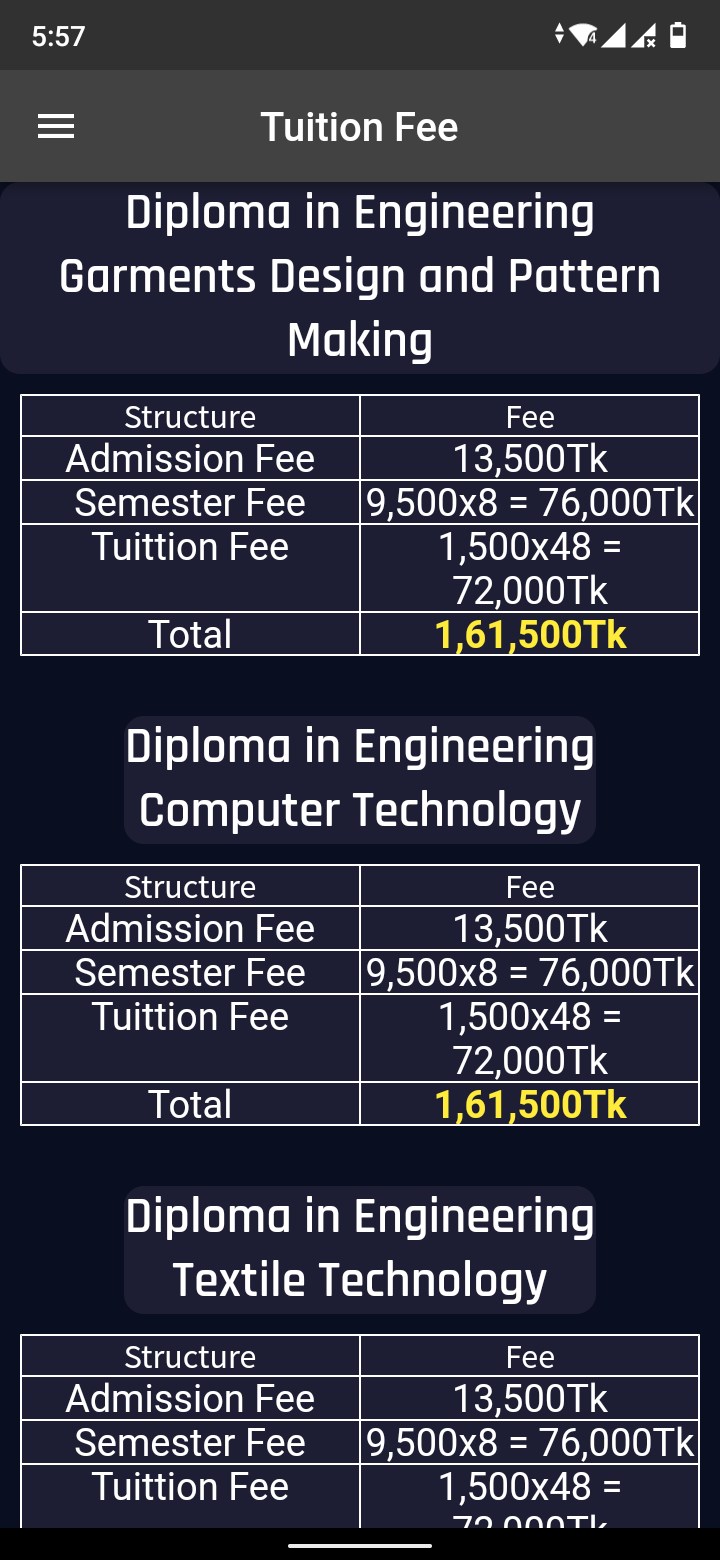 5:57
4
Tuition Fee
Diploma in Engineering
Garments Design and Pattern
Making
Structure Fee
Admission Fee 13,500Tk
Semester Fee 9,500x8 = 76,000Tk
Tuittion Fee 1,500x48 =
72,000Tk
Total 1,61,500Tk
Diploma in Engineering
Computer Technology
Structure Fee
Admission Fee 13,500Tk
Semester Fee 9,500x8 = 76,000Tk
Tuittion Fee 1,500x48 =
72,000Tk
Total 1,61,500Tk
Diploma in Engineering
Textile Technology
Structure Fee
Admission Fee 13,500Tk
Semester Fee 9,500x8 = 76,000Tk
Tuittion Fee 1,500x48 =
72,000Tk